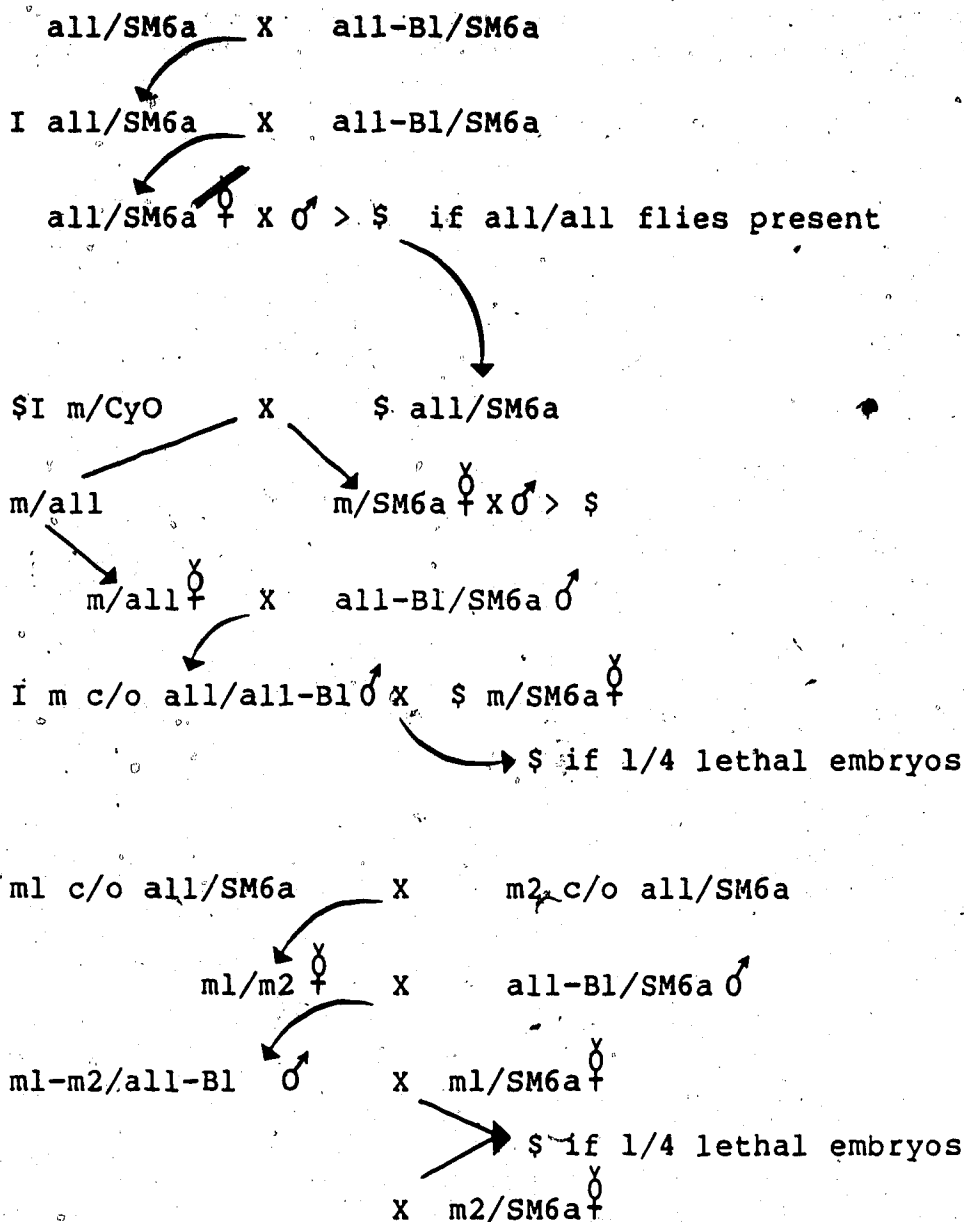 all/SM6a X all-Bl/SM6a
I all/SM6a X all-Bl/SM6a
all/SM6a ☿ X ♂ > $ if all/all flies present
$I m/CyO X $ all/SM6a
m/all m/SM6a ☿ X ♂ > $
m/all ☿ X all-Bl/SM6a ♂
I m c/o all/all-Bl ♂ X $ m/SM6a ☿
$ if 1/4 lethal embryos
m1 c/o all/SM6a X m2 c/o all/SM6a
m1/m2 ☿ X all-Bl/SM6a ♂
m1-m2/all-Bl ♂ X m1/SM6a ☿
$ if 1/4 lethal embryos
X m2/SM6a ☿